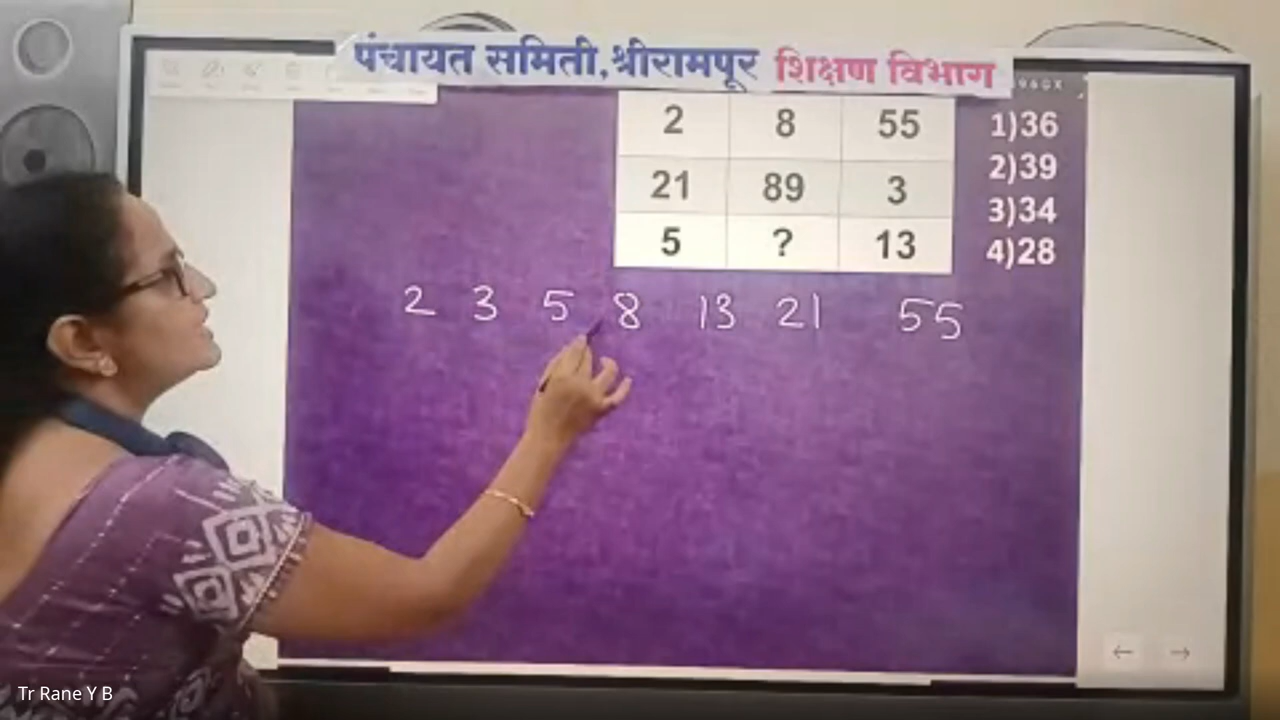 पंचायत समिती,श्रीरामपूर शिक्षण विभाग
2 8 55
21 89 3
5 ? 13
1)36
2)39
3)34
4)28
2 3 5 8 13 21 55
Tr Rane Y B